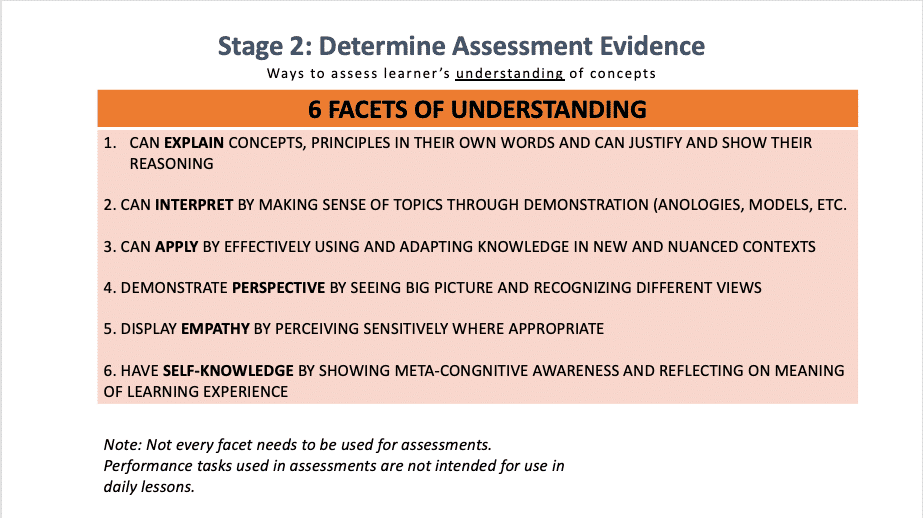 Stage 2: Determine Assessment Evidence
Ways to assess learner's understanding of concepts
6 FACETS OF UNDERSTANDING
1. CAN EXPLAIN CONCEPTS, PRINCIPLES IN THEIR OWN WORDS AND CAN JUSTIFY AND SHOW THEIR
REASONING
2. CAN INTERPRET BY MAKING SENSE OF TOPICS THROUGH DEMONSTRATION (ANOLOGIES, MODELS, ETC.
3. CAN APPLY BY EFFECTIVELY USING AND ADAPTING KNOWLEDGE IN NEW AND NUANCED CONTEXTS
4. DEMONSTRATE PERSPECTIVE BY SEEING BIG PICTURE AND RECOGNIZING DIFFERENT VIEWS
5. DISPLAY EMPATHY BY PERCEIVING SENSITIVELY WHERE APPROPRIATE
6. HAVE SELF-KNOWLEDGE BY SHOWING META-CONGNITIVE AWARENESS AND REFLECTING ON MEANING
OF LEARNING EXPERIENCE
Note: Not every facet needs to be used for assessments.
Performance tasks used in assessments are not intended for use in
daily lessons.